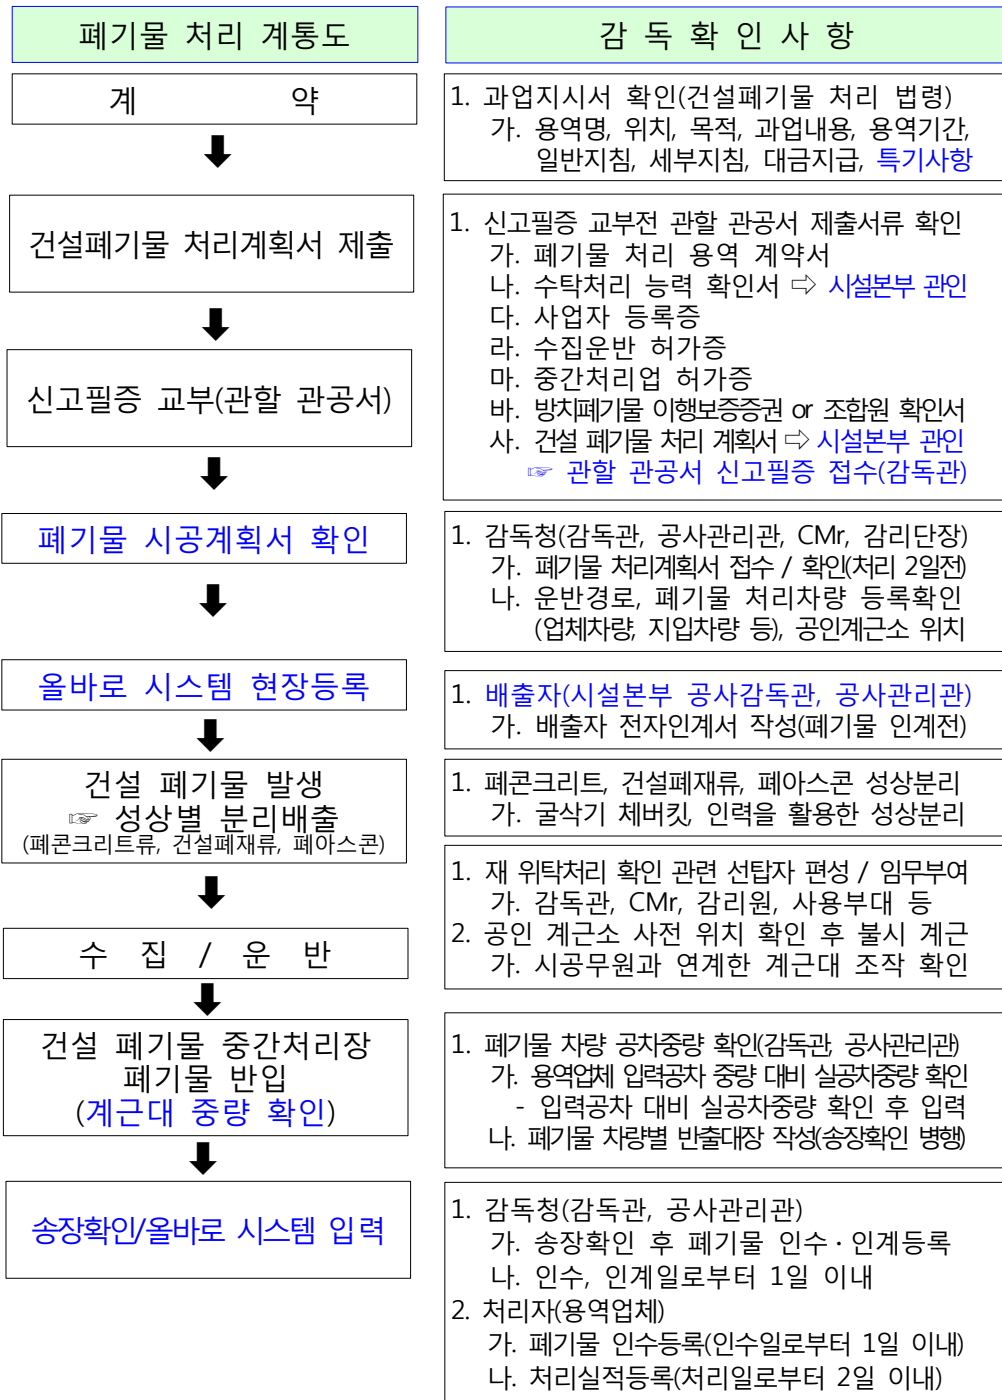 폐기물 처리 계통도
감 독 확 인 사 항
계 약
1. 과업지시서 확인(건설폐기물 처리 법령)
가. 용역명, 위치, 목적, 과업내용, 용역기간,
일반지침, 세부지침, 대금지급, 특기사항
건설폐기물 처리계획서 제출
신고필증 교부(관할 관공서)
1. 신고필증 교부전 관할 관공서 제출서류 확인
가. 폐기물 처리 용역 계약서
나. 수탁처리 능력 확인서 ⇨ 시설본부 관인
다. 사업자 등록증
라. 수집운반 허가증
마. 중간처리업 허가증
바. 방치폐기물 이행보증증권 or 조합원 확인서
사. 건설 폐기물 처리 계획서 ⇨ 시설본부 관인
☞ 관할 관공서 신고필증 접수(감독관)
폐기물 시공계획서 확인
1. 감독청(감독관, 공사관리관, CMr, 감리단장)
가. 폐기물 처리계획서 접수 / 확인(처리 2일전)
나. 운반경로, 폐기물 처리차량 등록확인
(업체차량, 지입차량 등), 공인계근소 위치
올바로 시스템 현장등록
1. 배출자(시설본부 공사감독관, 공사관리관)
가. 배출자 전자인계서 작성(폐기물 인계전)
건설 폐기물 발생
☞ 성상별 분리배출
(폐콘크리트류, 건설폐재류, 폐아스콘)
1. 폐콘크리트, 건설폐재류, 폐아스콘 성상분리
가. 굴삭기 체버킷, 인력을 활용한 성상분리
수 집 / 운 반
1. 재 위탁처리 확인 관련 선탑자 편성 / 임무부여
가. 감독관, CMr, 감리원, 사용부대 등
2. 공인 계근소 사전 위치 확인 후 불시 계근
가. 시공무원과 연계한 계근대 조작 확인
건설 폐기물 중간처리장
폐기물 반입
(계근대 중량 확인)
1. 폐기물 차량 공차중량 확인(감독관, 공사관리관)
가. 용역업체 입력공차 중량 대비 실공차중량 확인
- 입력공차 대비 실공차중량 확인 후 입력
나. 폐기물 차량별 반출대장 작성(송장확인 병행)
송장확인/올바로 시스템 입력
1. 감독청(감독관, 공사관리관)
가. 송장확인 후 폐기물 인수·인계등록
나. 인수, 인계일로부터 1일 이내
2. 처리자(용역업체)
가. 폐기물 인수등록(인수일로부터 1일 이내)
나. 처리실적등록(처리일로부터 2일 이내)